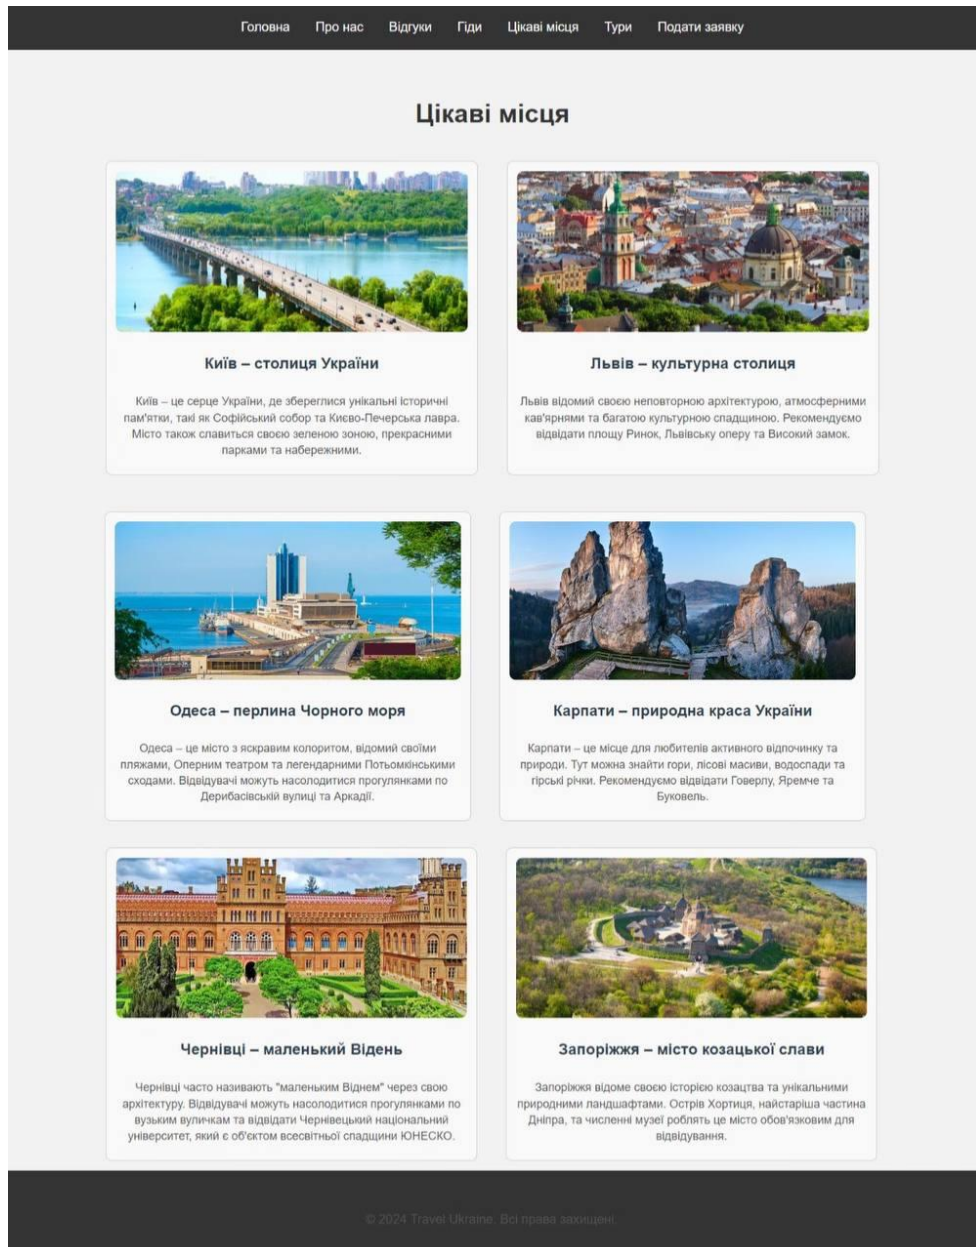 Головна Про нас Відгуки Гіди Цікаві місця Тури Подати заявку
Цікаві місця
Київ – столиця України
Київ – це серце України, де збереглися унікальні історичні
пам'ятки, такі як Софійський собор та Києво-Печерська лавра.
Місто також славиться своєю зеленою зоною, прекрасними
парками та набережними.
Львів – культурна столиця
Львів відомий своєю неповторною архітектурою, атмосферними
кав'ярнями та багатою культурною спадщиною. Рекомендуємо
відвідати площу Ринок, Львівську оперу та Високий замок.
Одеса – перлина Чорного моря
Одеса – це місто з яскравим колоритом, відомий своїми
пляжами, Оперним театром та легендарними Потьомкінськими
сходами. Відвідувачі можуть насолодитися прогулянками по
Дерибасівській вулиці та Аркадії.
Карпати – природна краса України
Карпати – це місце для любителів активного відпочинку та
природи. Тут можна знайти гори, лісові масиви, водоспади та
гірські річки. Рекомендуємо відвідати Говерлу, Яремче та
Буковель.
Чернівці – маленький Відень
Чернівці часто називають "маленьким Віднем" через свою
архітектуру. Відвідувачі можуть насолодитися прогулянками по
вузьким вуличкам та відвідати Чернівецький національний
університет, який є об'єктом всесвітньої спадщини ЮНЕСКО.
Запоріжжя – місто козацької слави
Запоріжжя відоме своєю історією козацтва та унікальними
природними ландшафтами. Острів Хортиця, найстаріша частина
Дніпра, та численні музеї роблять це місто обов'язковим для
відвідування.
© 2024 Travel Ukraine. Всі права захищені.